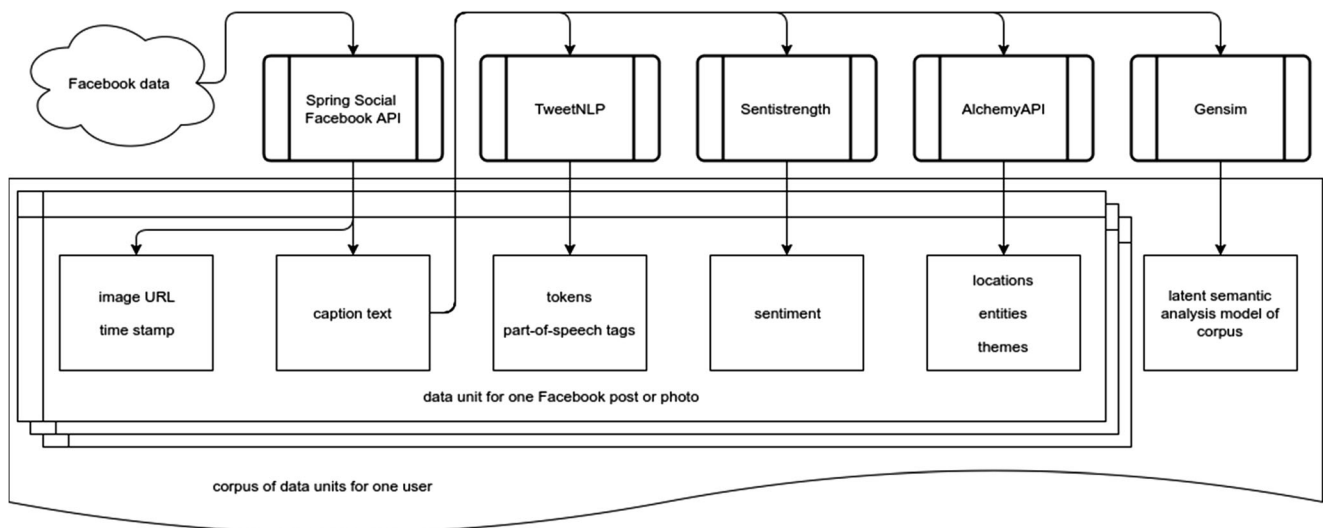 Facebook data
Spring Social
Facebook API
TweetNLP
Sentistrength
AlchemyAPI
Gensim
image URL
time stamp
caption text
tokens
part-of-speech tags
sentiment
locations
entities
themes
latent semantic
analysis model of
corpus
data unit for one Facebook post or photo
corpus of data units for one user